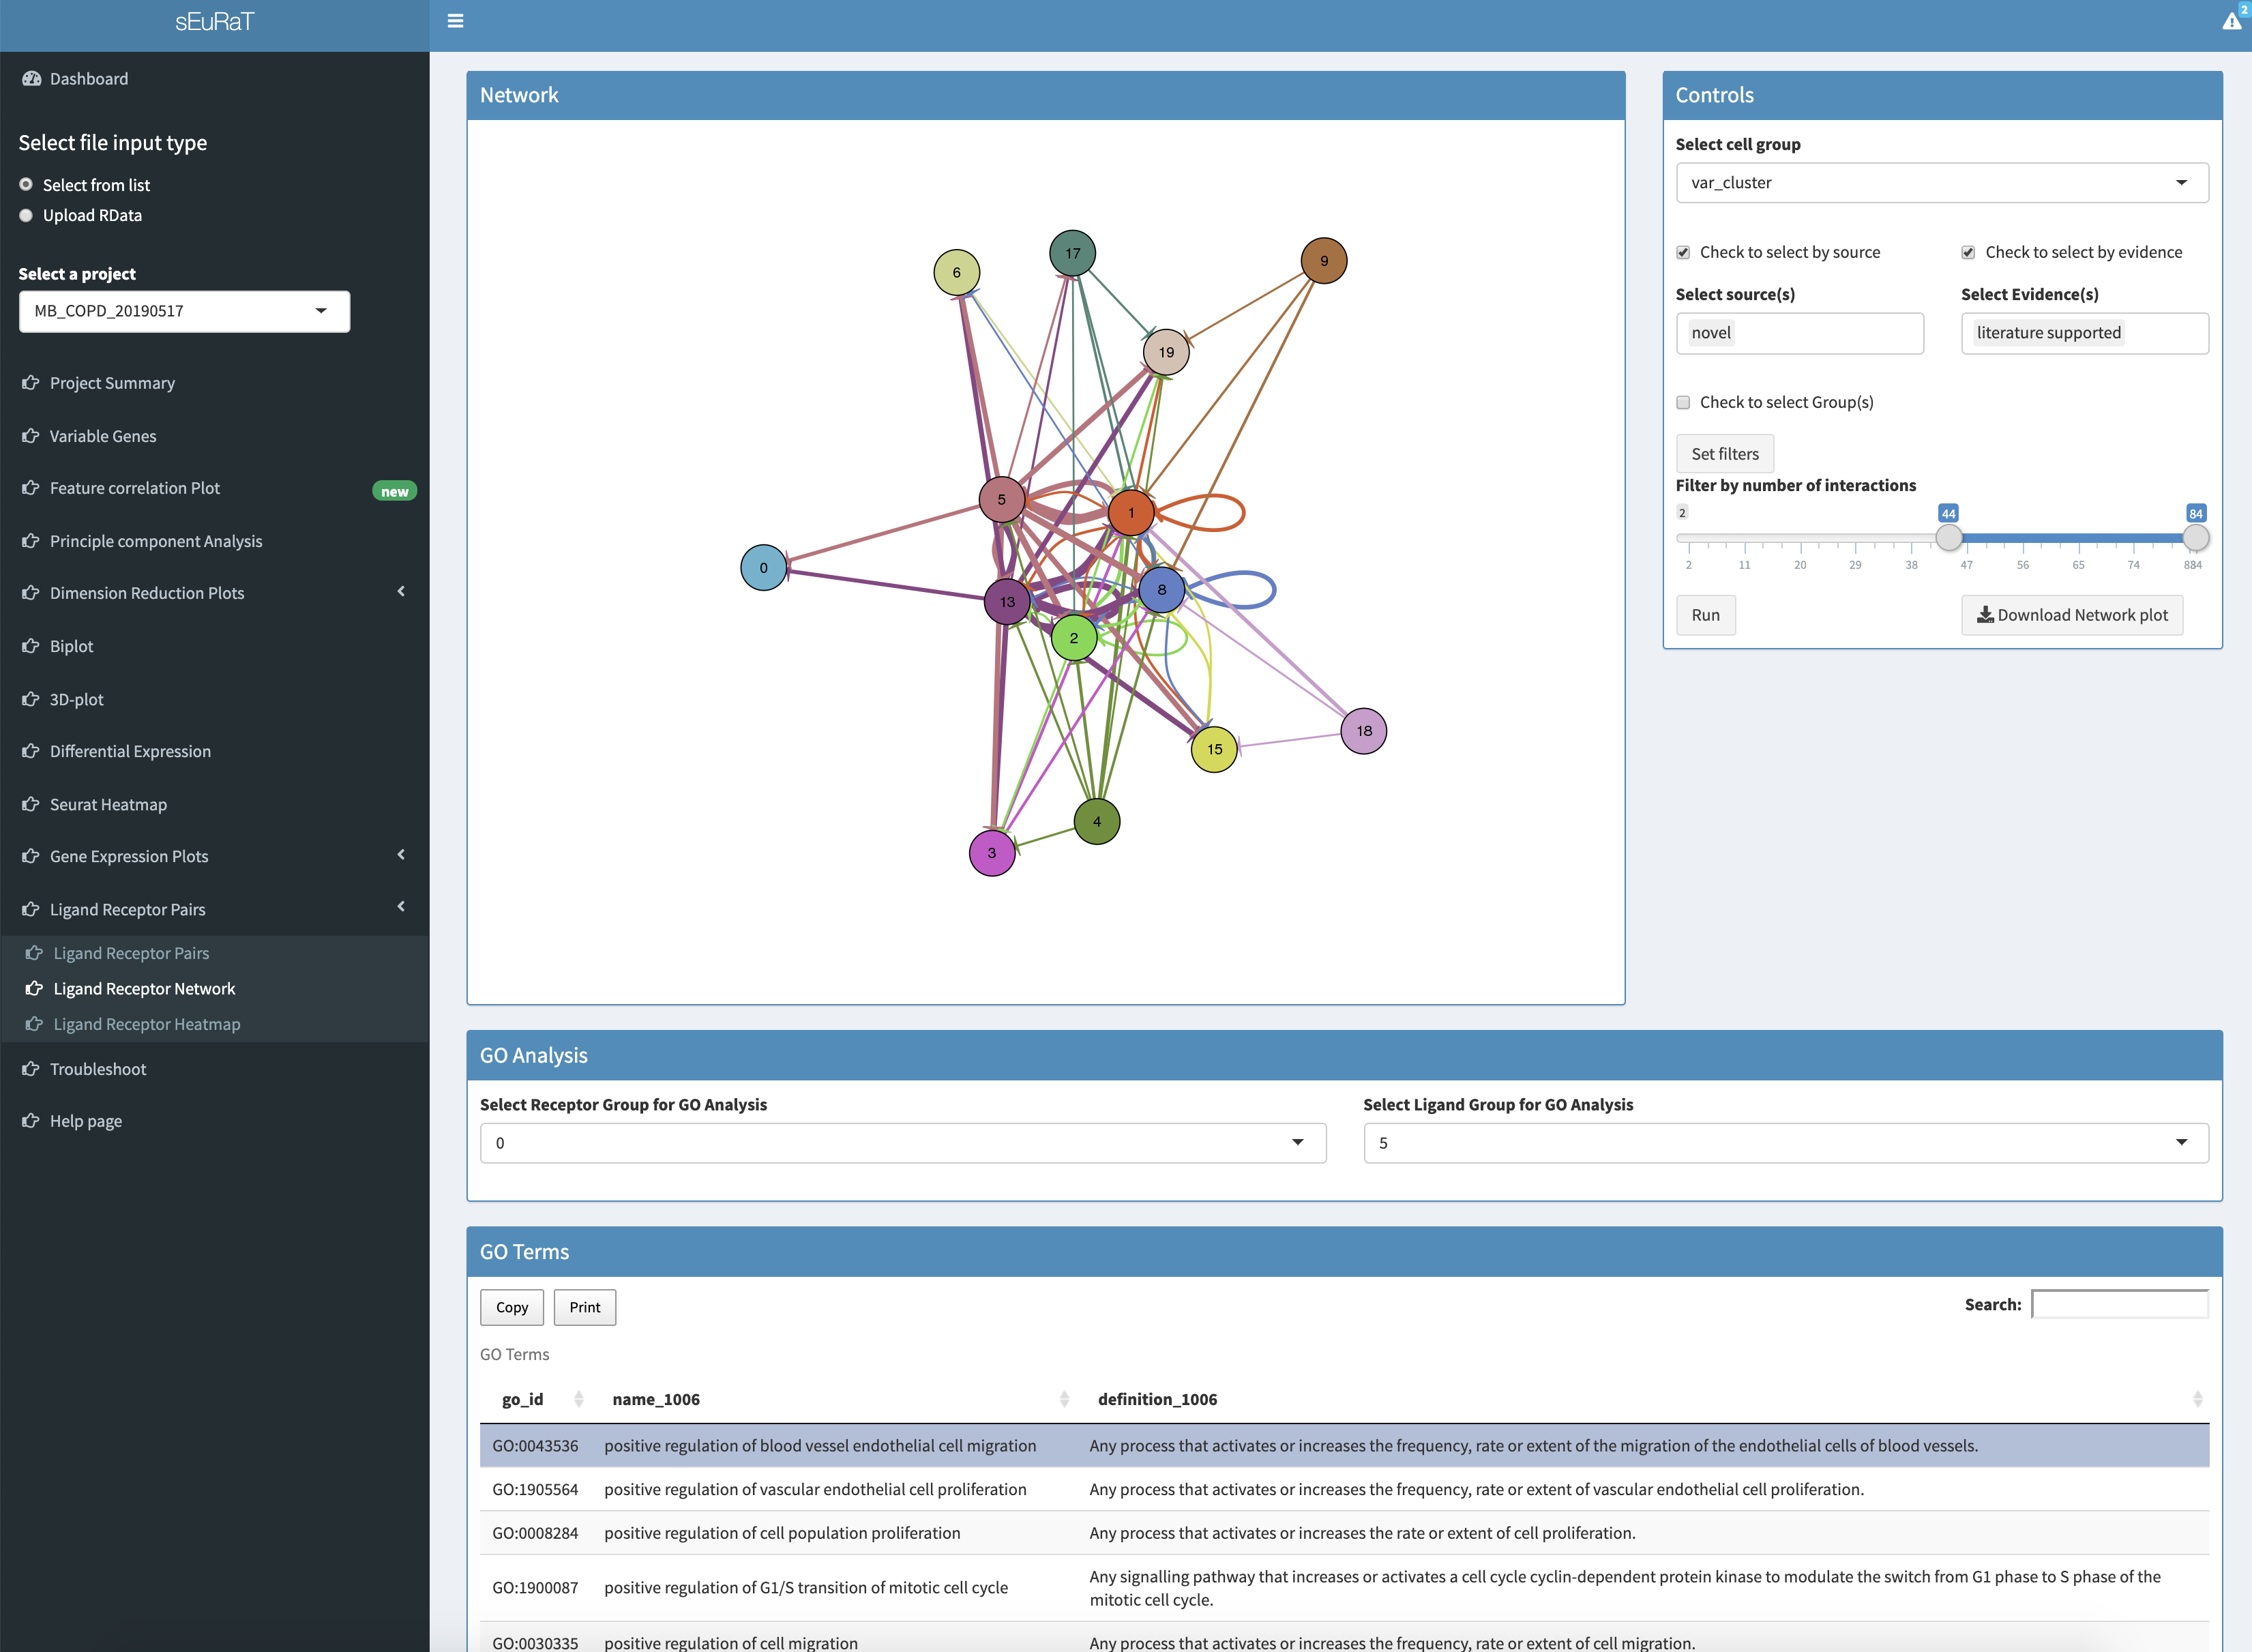 sEuRaT
2
Dashboard
Select file input type
Select from list
Upload RData
Select a project
MB_COPD_20190517
Project Summary
Variable Genes
Feature correlation Plot
new
Principle component Analysis
Dimension Reduction Plots
Biplot
3D-plot
Differential Expression
Seurat Heatmap
Gene Expression Plots
Ligand Receptor Pairs
Ligand Receptor Pairs
Ligand Receptor Network
Ligand Receptor Heatmap
Troubleshoot
Help page
Network
6
17
9
19
5
1
0
13
8
2
15
18
4
3
Controls
Select cell group
var_cluster
Check to select by source
Check to select by evidence
Select source(s)
Select Evidence(s)
novel
literature supported
Check to select Group(s)
Set filters
Filter by number of interactions
2
44
84
2 11 20 29 38 47 56 65 74 884
Run
Download Network plot
GO Analysis
Select Receptor Group for GO Analysis
Select Ligand Group for GO Analysis
0
5
GO Terms
Copy
Print
Search:
GO Terms
go_id name_1006 definition_1006
GO:0043536 positive regulation of blood vessel endothelial cell migration Any process that activates or increases the frequency, rate or extent of the migration of the endothelial cells of blood vessels.
GO:1905564 positive regulation of vascular endothelial cell proliferation Any process that activates or increases the frequency, rate or extent of vascular endothelial cell proliferation.
GO:0008284 positive regulation of cell population proliferation Any process that activates or increases the rate or extent of cell proliferation.
GO:1900087 positive regulation of G1/S transition of mitotic cell cycle Any signalling pathway that increases or activates a cell cycle cyclin-dependent protein kinase to modulate the switch from G1 phase to S phase of the
mitotic cell cycle.
GO:0030335 positive regulation of cell migration Any process that activates or increases the frequency, rate or extent of cell migration.